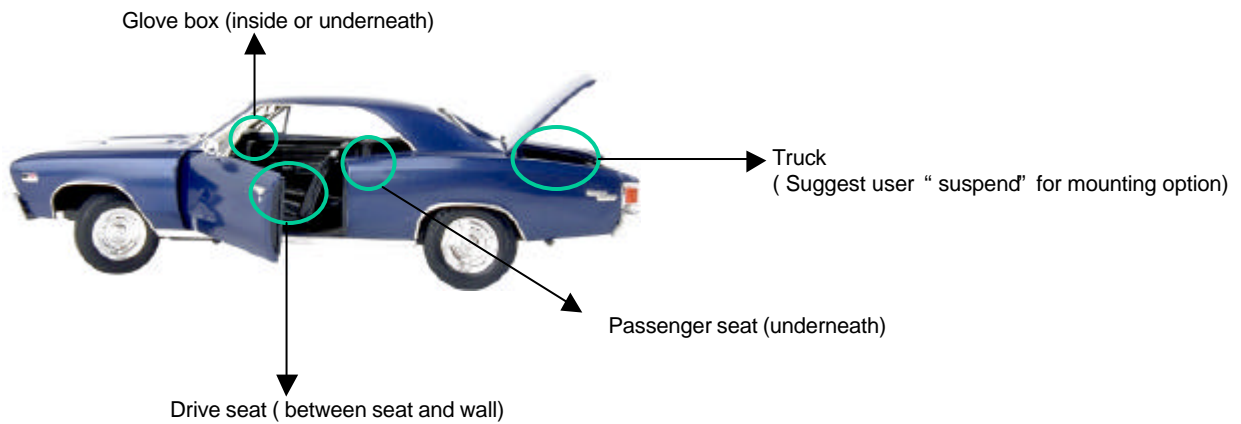 Glove box (inside or underneath)
Truck
( Suggest user “ suspend” for mounting option)
Passenger seat (underneath)
Drive seat ( between seat and wall)